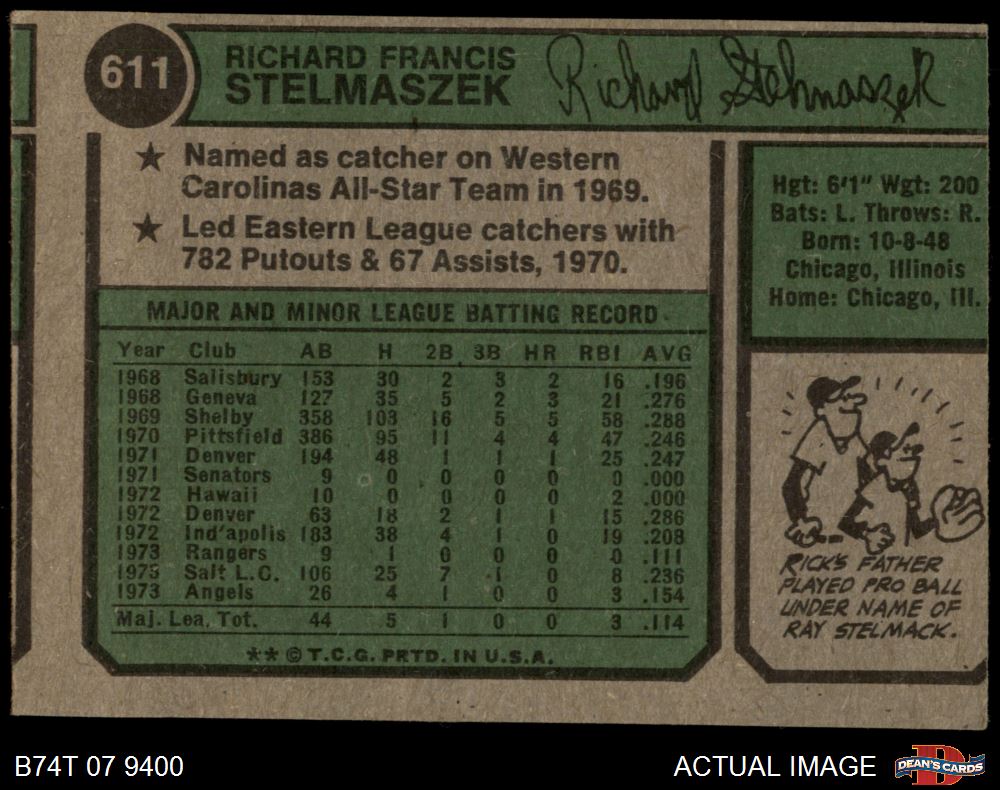 611
RICHARD FRANCIS
STELMASZEK
Richard Stelmaszek
★ Named as catcher on Western
Carolinas All-Star Team in 1969.
★ Led Eastern League catchers with
782 Putouts & 67 Assists, 1970.
Hgt: 6'1" Wgt: 200
Bats: L. Throws: R.
Born: 10-8-48
Chicago, Illinois
Home: Chicago, Ill.
MAJOR AND MINOR LEAGUE BATTING RECORD
Year Club AB H 2B 3B HR RBI AVG
1968 Salisbury 153 30 2 3 2 16 .196
1968 Geneva 127 35 5 2 3 21 .276
1969 Shelby 358 103 16 5 5 58 .288
1970 Pittsfield 386 95 11 4 4 47 .246
1971 Denver 194 48 1 1 1 25 .247
1971 Senators 9 0 0 0 0 0 .000
1972 Hawaii 10 0 0 0 0 2 .000
1972 Denver 63 18 2 1 1 15 .286
1972 Ind'apolis 183 38 4 1 0 19 .208
1973 Rangers 9 1 0 0 0 0 .111
1973 Salt L.C. 106 25 7 1 0 8 .236
1973 Angels 26 4 1 0 0 3 .154
Maj. Lea. Tot. 44 5 1 0 0 3 .114
** © T.C.G. PRTD. IN U.S.A.
RICK'S FATHER
PLAYED PRO BALL
UNDER NAME OF
RAY STELMACK.
B74T 07 9400
ACTUAL IMAGE
DEAN'S CARDS